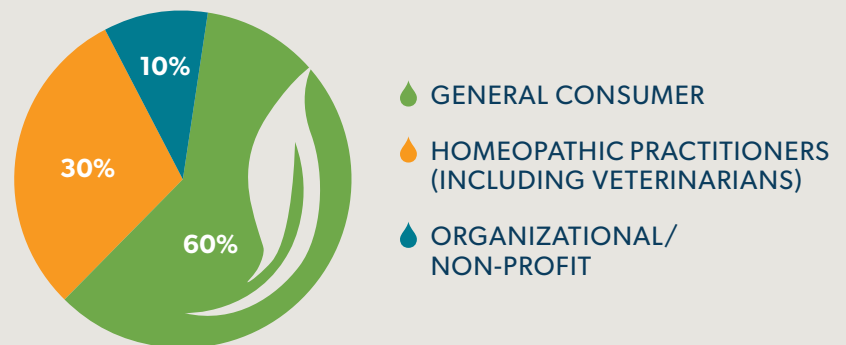 10%
30%
60%
GENERAL CONSUMER
HOMEOPATHIC PRACTITIONERS
(INCLUDING VETERINARIANS)
ORGANIZATIONAL/
NON-PROFIT